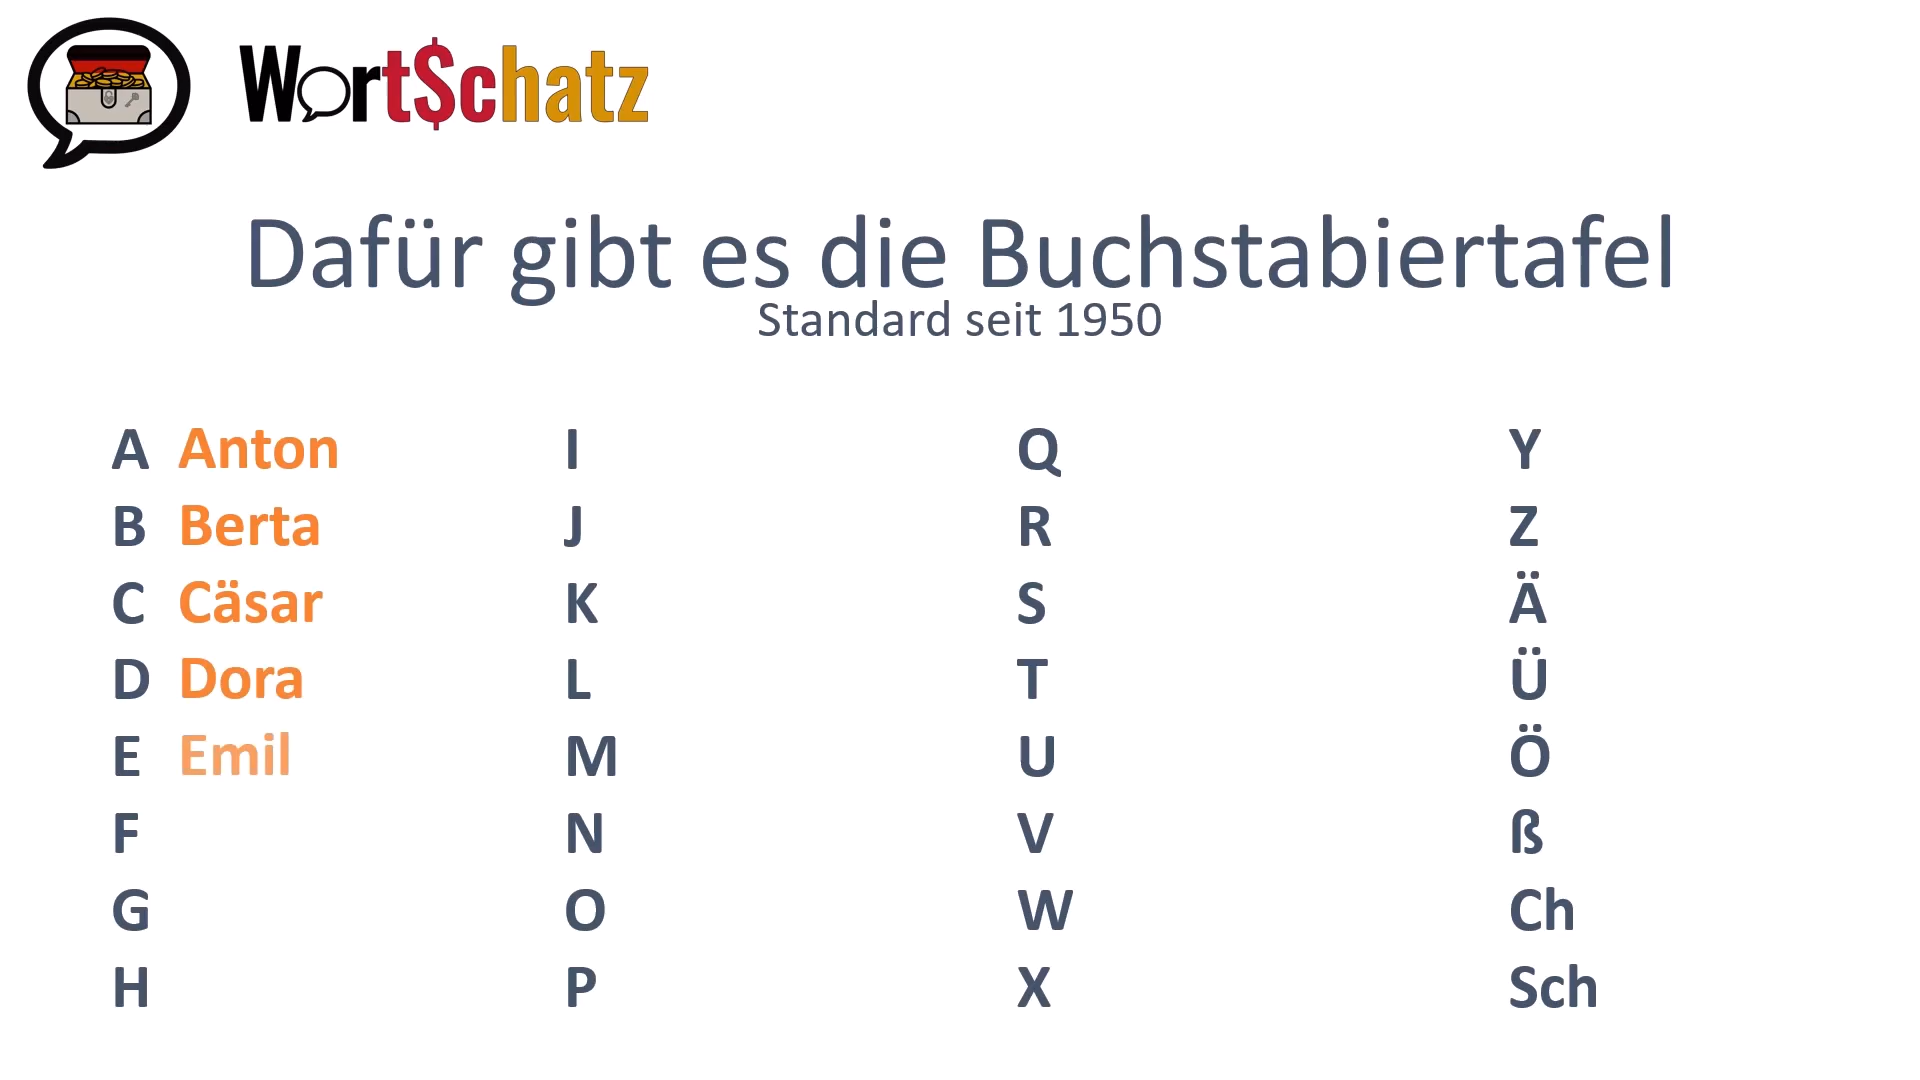 WortSchatz
Dafür gibt es die Buchstabiertafel
Standard seit 1950
A Anton
B Berta
C Cäsar
D Dora
E Emil
F
G
H
I
J
K
L
M
N
O
P
Q
R
S
T
U
V
W
X
Y
Z
Ä
Ü
Ö
ß
Ch
Sch